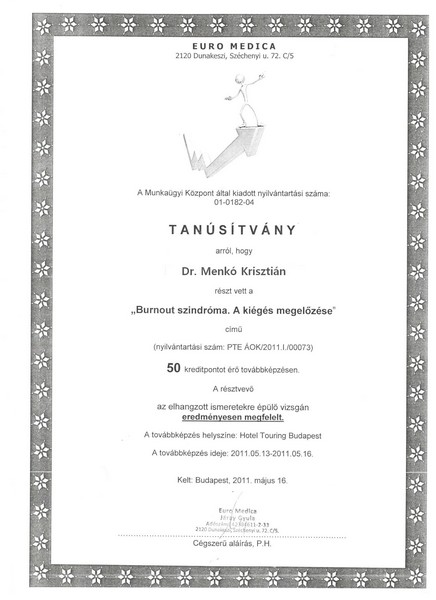 EURO MEDICA
2120 Dunakeszi, Széchenyi u. 72. C/5
A Munkaügyi Központ által kiadott nyilvántartási száma:
01-0182-04
TANÚSÍTVÁNY
arról, hogy
Dr. Menkó Krisztián
részt vett a
„Burnout szindróma. A kiégés megelőzése"
című
(nyilvántartási szám: PTE ÁOK/2011.I./00073)
50 kreditpontot érő továbbképzésen.
A résztvevő
az elhangzott ismeretekre épülő vizsgán
eredményesen megfelelt.
A továbbképzés helyszíne: Hotel Touring Budapest
A továbbképzés ideje: 2011.05.13-2011.05.16.
Kelt: Budapest, 2011. május 16.
Euro Medica
Gyula
2120 Dunakeszi, Széchenyi u. 72. C/5.
Cégszerű aláírás, P.H.